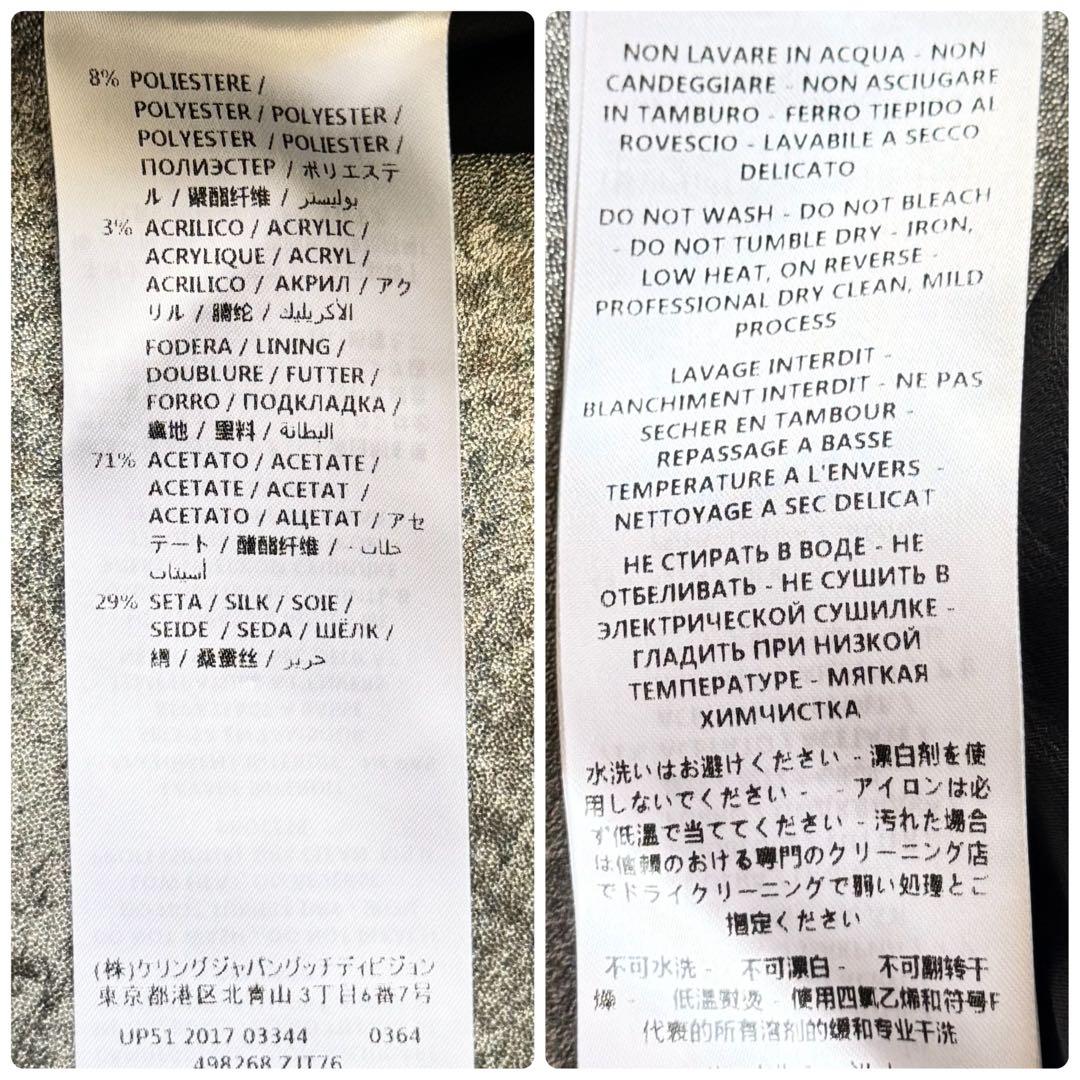 8% POLIESTERE /
POLYESTER / POLYESTER /
POLYESTER / POLIESTER /
ПОЛИЭСТЕР / ポリエステ
ル / 聚酯纤维 / بوليستر
3% ACRILICO / ACRYLIC /
ACRYLIQUE / ACRYL /
ACRILICO / АКРИЛ / アク
リル / 腈纶 / الأكريليك
FODERA / LINING /
DOUBLURE / FUTTER /
FORRO / ПОДКЛАДКА /
裏地 / 里料 / البطانة
71% ACETATO / ACETATE /
ACETATE / ACETAT /
ACETATO / АЦЕТАТ / アセ
テート / 醋酯纤维 / خلات -
أسيتات
29% SETA / SILK / SOIE /
SEIDE / SEDA / ШЁЛК /
絹 / 桑蚕丝 / حرير
(株)ケリングジャパングッチディビジョン
東京都港区北青山3丁目6番7号
UP51 2017 03344 0364
498268 ZJT76
NON LAVARE IN ACQUA - NON
CANDEGGIARE - NON ASCIUGARE
IN TAMBURO - FERRO TIEPIDO AL
ROVESCIO - LAVABILE A SECCO
DELICATO
DO NOT WASH - DO NOT BLEACH
- DO NOT TUMBLE DRY - IRON,
LOW HEAT, ON REVERSE -
PROFESSIONAL DRY CLEAN, MILD
PROCESS
LAVAGE INTERDIT -
BLANCHIMENT INTERDIT - NE PAS
SECHER EN TAMBOUR -
REPASSAGE A BASSE
TEMPERATURE A L'ENVERS -
NETTOYAGE A SEC DELICAT
НЕ СТИРАТЬ В ВОДЕ - НЕ
ОТБЕЛИВАТЬ - НЕ СУШИТЬ В
ЭЛЕКТРИЧЕСКОЙ СУШИЛКЕ -
ГЛАДИТЬ ПРИ НИЗКОЙ
ТЕМПЕРАТУРЕ - МЯГКАЯ
ХИМЧИСТКА
水洗いはお避けください - 漂白剤を使
用しないでください - - アイロンは必
ず低温で当ててください - 汚れた場合
は信頼のおける専門のクリーニング店
でドライクリーニングで弱い処理とご
指定ください
不可水洗 - 不可漂白 - 不可翻转干
燥 - 低温熨烫 - 使用四氯乙烯和符号F
代表的所有溶剂的缓和专业干洗